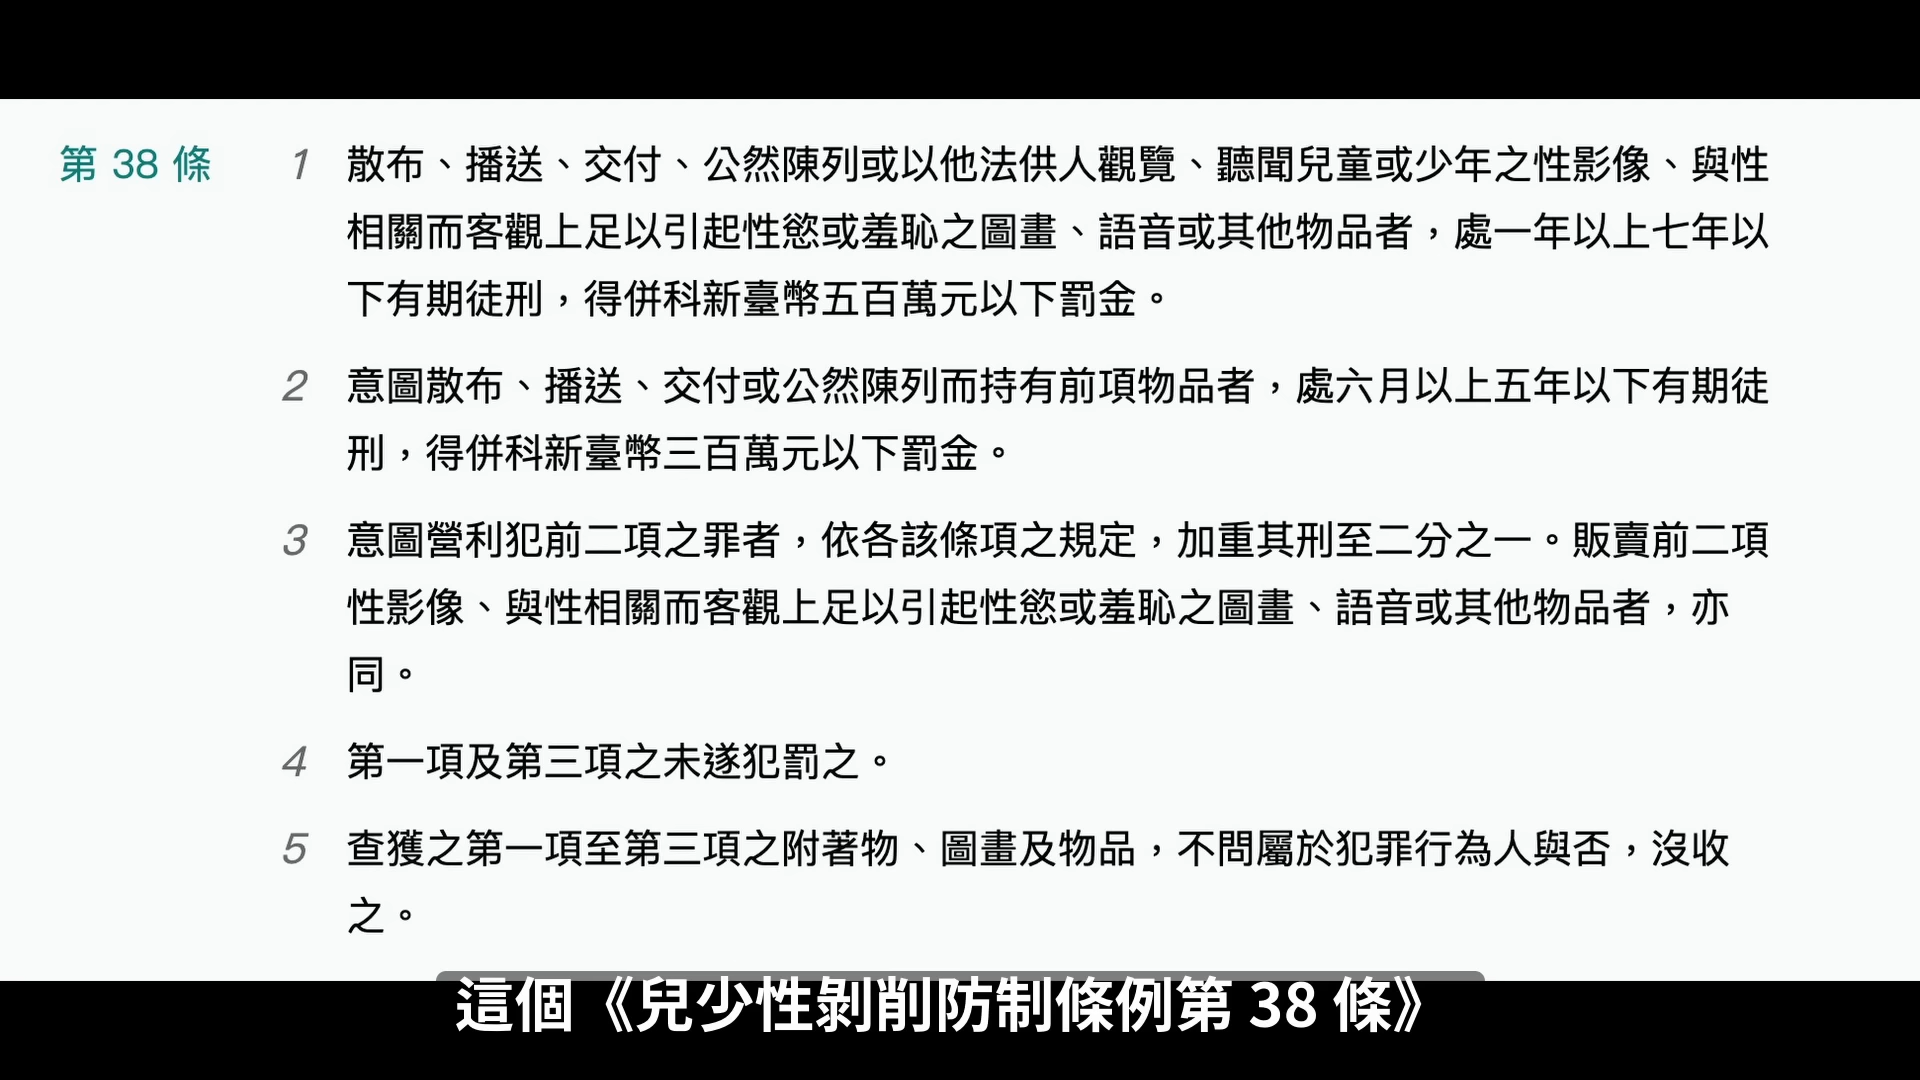 第 38 條 1 散布、播送、交付、公然陳列或以他法供人觀覽、聽聞兒童或少年之性影像、與性
相關而客觀上足以引起性慾或羞恥之圖畫、語音或其他物品者，處一年以上七年以
下有期徒刑，得併科新臺幣五百萬元以下罰金。
2 意圖散布、播送、交付或公然陳列而持有前項物品者，處六月以上五年以下有期徒
刑，得併科新臺幣三百萬元以下罰金。
3 意圖營利犯前二項之罪者，依各該條項之規定，加重其刑至二分之一。販賣前二項
性影像、與性相關而客觀上足以引起性慾或羞恥之圖畫、語音或其他物品者，亦
同。
4 第一項及第三項之未遂犯罰之。
5 查獲之第一項至第三項之附著物、圖畫及物品，不問屬於犯罪行為人與否，沒收
之。
這個《兒少性剝削防制條例第 38 條》